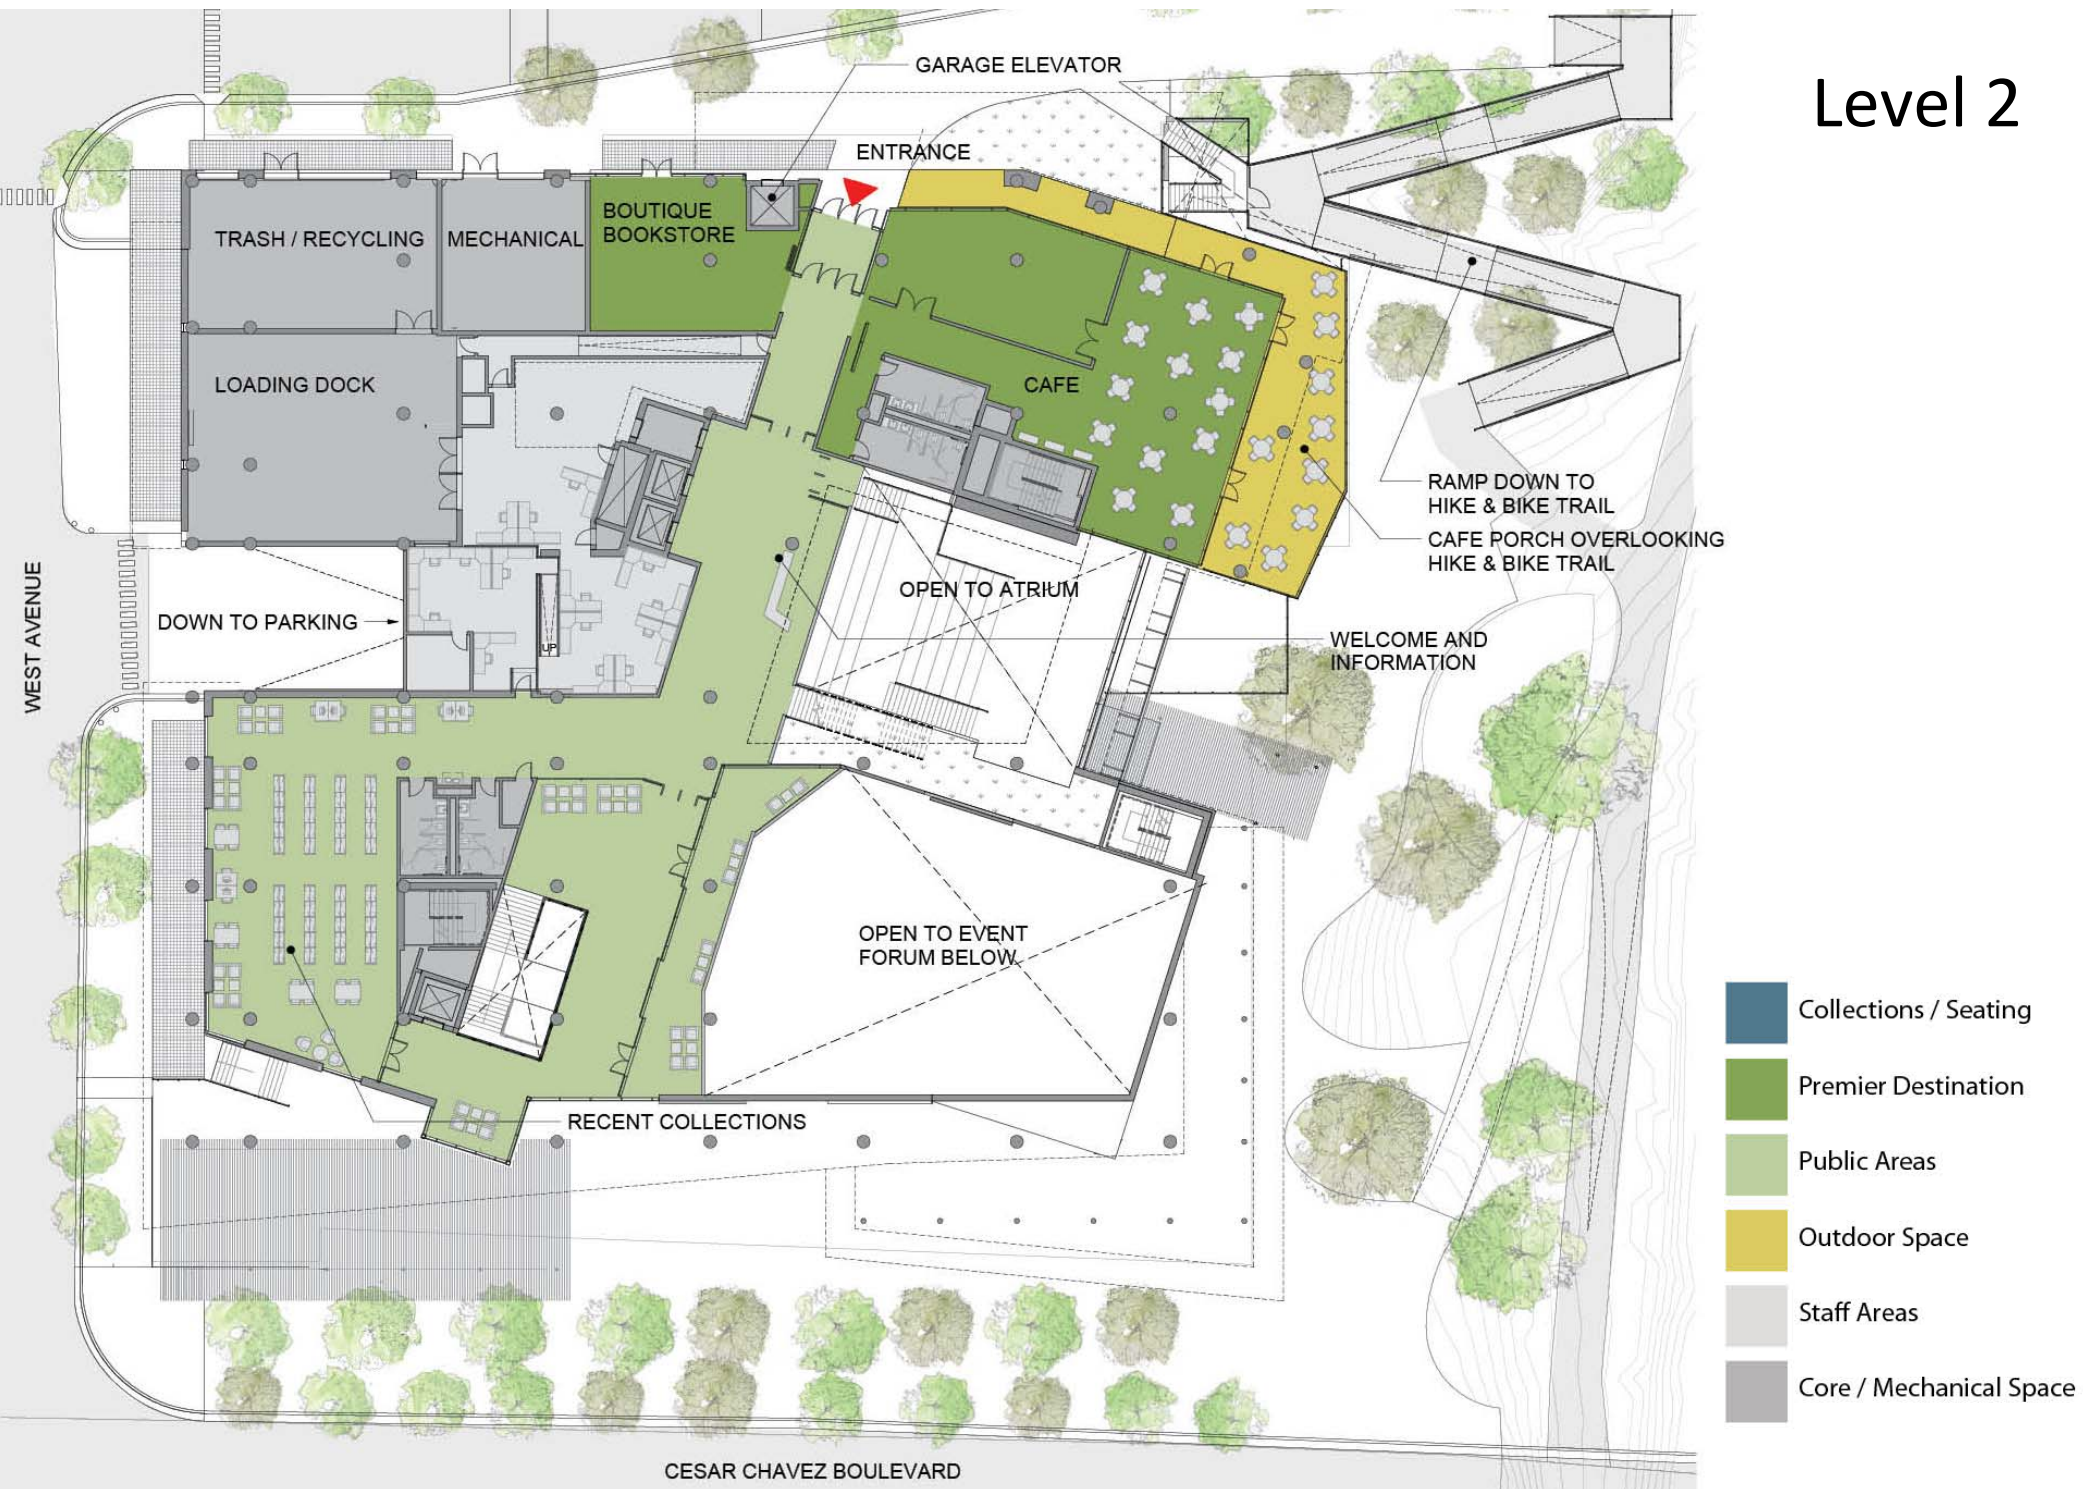 Level 2
GARAGE ELEVATOR
ENTRANCE
BOUTIQUE
BOOKSTORE
TRASH / RECYCLING
MECHANICAL
LOADING DOCK
CAFE
RAMP DOWN TO
HIKE & BIKE TRAIL
CAFE PORCH OVERLOOKING
HIKE & BIKE TRAIL
OPEN TO ATRIUM
WEST AVENUE
DOWN TO PARKING
UP
WELCOME AND
INFORMATION
OPEN TO EVENT
FORUM BELOW
RECENT COLLECTIONS
CESAR CHAVEZ BOULEVARD
Collections / Seating
Premier Destination
Public Areas
Outdoor Space
Staff Areas
Core / Mechanical Space